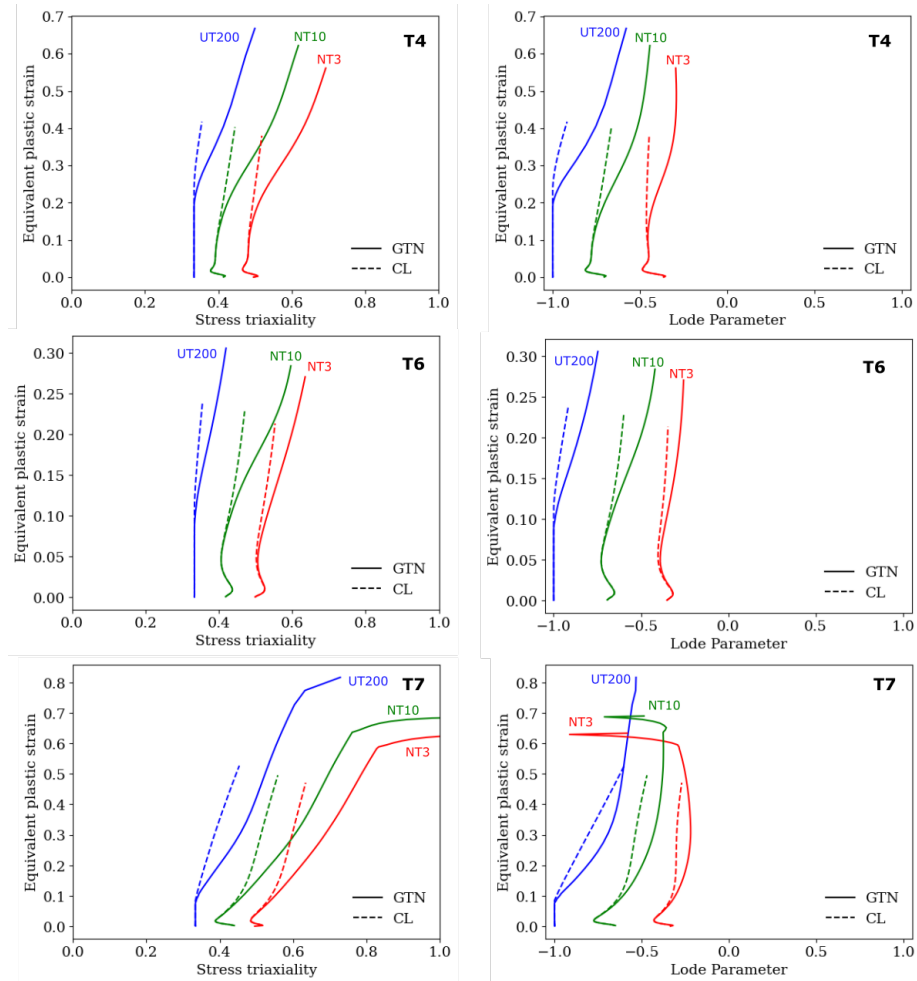 0.7
0.6
0.5
0.4
0.3
0.2
0.1
0.0
Equivalent plastic strain
UT200
NT10
NT3
T4
GTN
CL
0.0 0.2 0.4 0.6 0.8 1.0
Stress triaxiality
0.7
0.6
0.5
0.4
0.3
0.2
0.1
0.0
Equivalent plastic strain
UT200
NT10
NT3
T4
GTN
CL
−1.0 −0.5 0.0 0.5 1.0
Lode Parameter
0.30
0.25
0.20
0.15
0.10
0.05
0.00
Equivalent plastic strain
UT200
NT10
NT3
T6
GTN
CL
0.0 0.2 0.4 0.6 0.8 1.0
Stress triaxiality
0.30
0.25
0.20
0.15
0.10
0.05
0.00
Equivalent plastic strain
UT200
NT10
NT3
T6
GTN
CL
−1.0 −0.5 0.0 0.5 1.0
Lode Parameter
0.8
0.7
0.6
0.5
0.4
0.3
0.2
0.1
0.0
Equivalent plastic strain
UT200
NT10
NT3
T7
GTN
CL
0.0 0.2 0.4 0.6 0.8 1.0
Stress triaxiality
0.8
0.7
0.6
0.5
0.4
0.3
0.2
0.1
0.0
Equivalent plastic strain
UT200
NT10
NT3
T7
GTN
CL
−1.0 −0.5 0.0 0.5 1.0
Lode Parameter